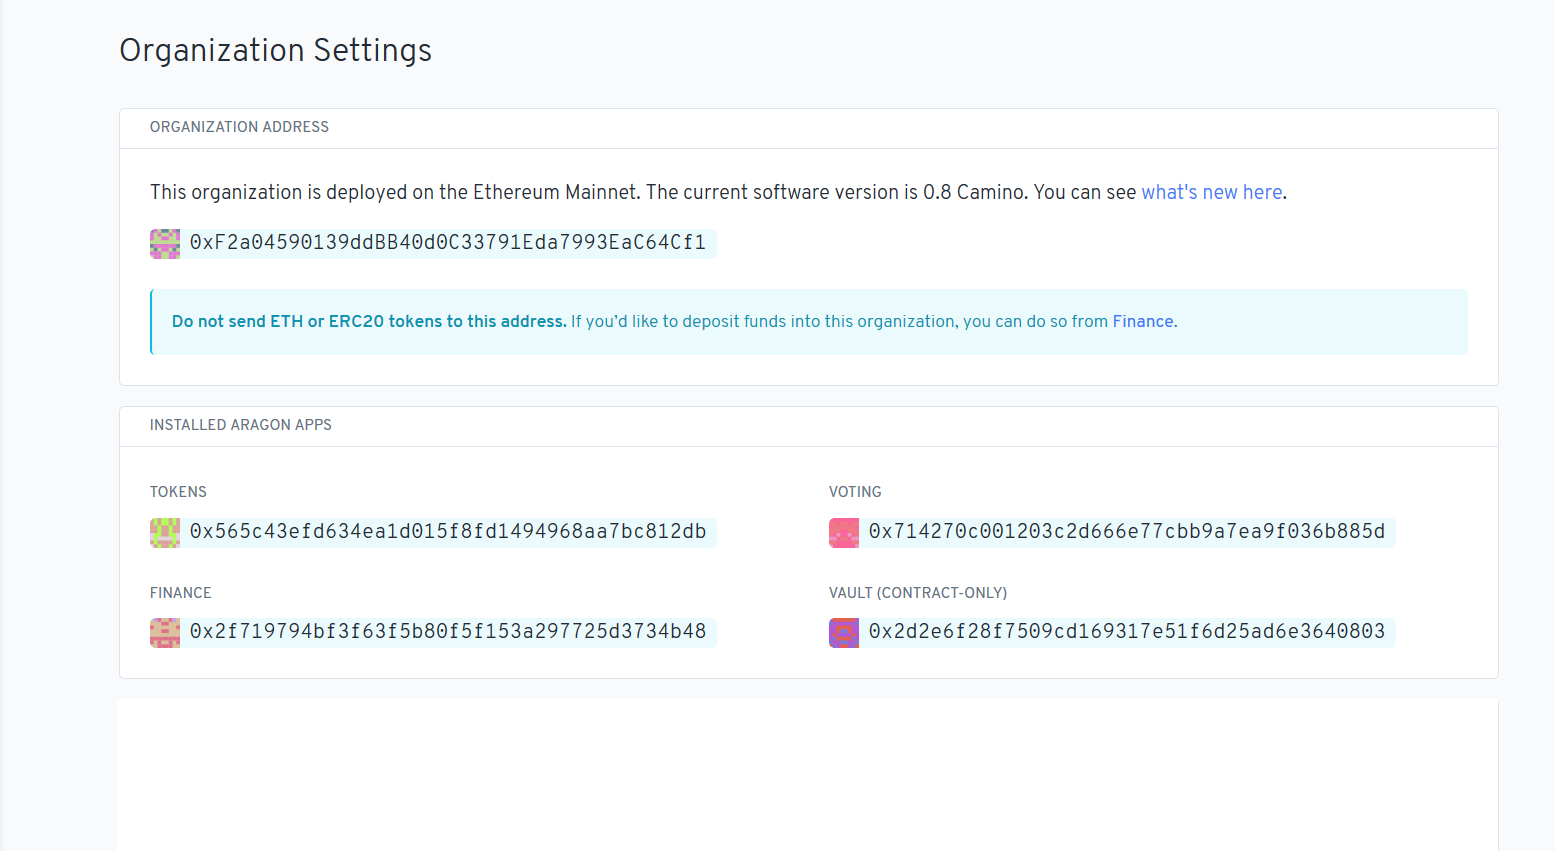 Organization Settings
ORGANIZATION ADDRESS
This organization is deployed on the Ethereum Mainnet. The current software version is 0.8 Camino. You can see what's new here.
0xF2a04590139ddBB40d0C33791Eda7993EaC64Cf1
Do not send ETH or ERC20 tokens to this address. If you’d like to deposit funds into this organization, you can do so from Finance.
INSTALLED ARAGON APPS
TOKENS
0x565c43efd634ea1d015f8fd1494968aa7bc812db
VOTING
0x714270c001203c2d666e77cbb9a7ea9f036b885d
FINANCE
0x2f719794bf3f63f5b80f5f153a297725d3734b48
VAULT (CONTRACT-ONLY)
0x2d2e6f28f7509cd169317e51f6d25ad6e3640803